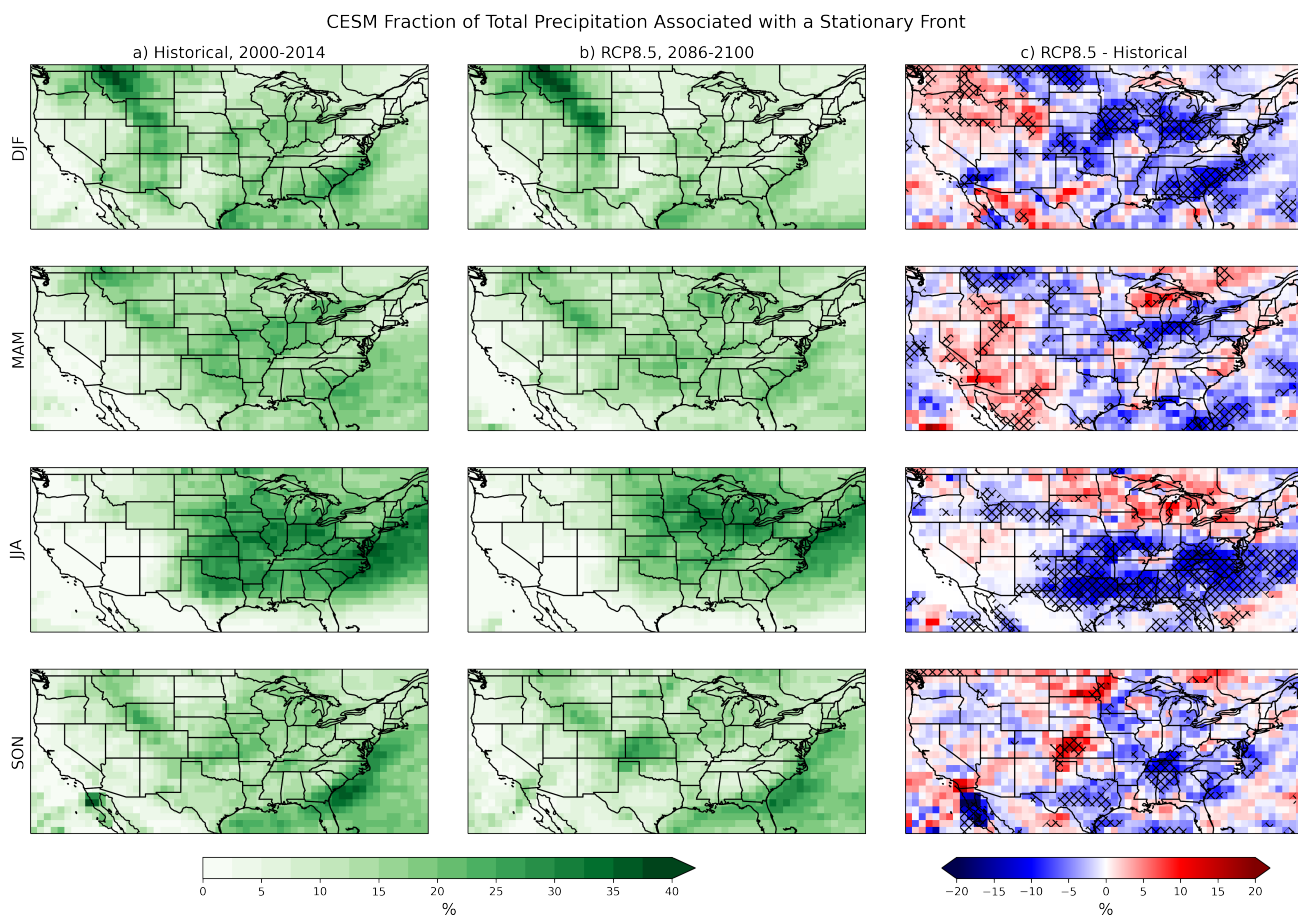 CESM Fraction of Total Precipitation Associated with a Stationary Front
a) Historical, 2000-2014
b) RCP8.5, 2086-2100
c) RCP8.5 - Historical
DJF
MAM
JJA
SON
0 5 10 15 20 25 30 35 40
%
−20 −15 −10 −5 0 5 10 15 20
%